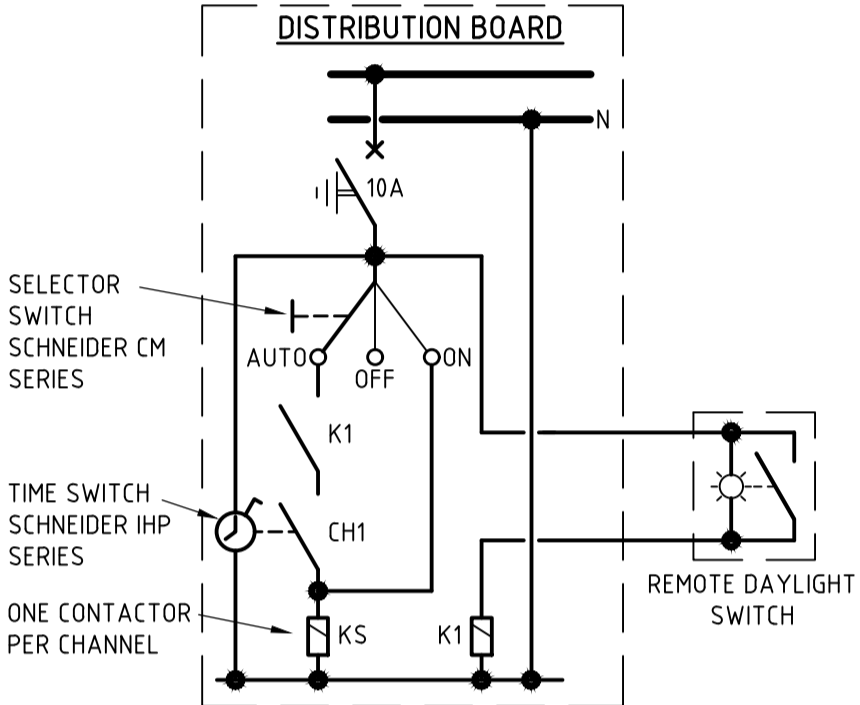 DISTRIBUTION BOARD
N
10A
SELECTOR
SWITCH
SCHNEIDER CM
SERIES
AUTO
OFF
ON
K1
TIME SWITCH
SCHNEIDER IHP
SERIES
CH1
REMOTE DAYLIGHT
SWITCH
ONE CONTACTOR
PER CHANNEL
KS
K1